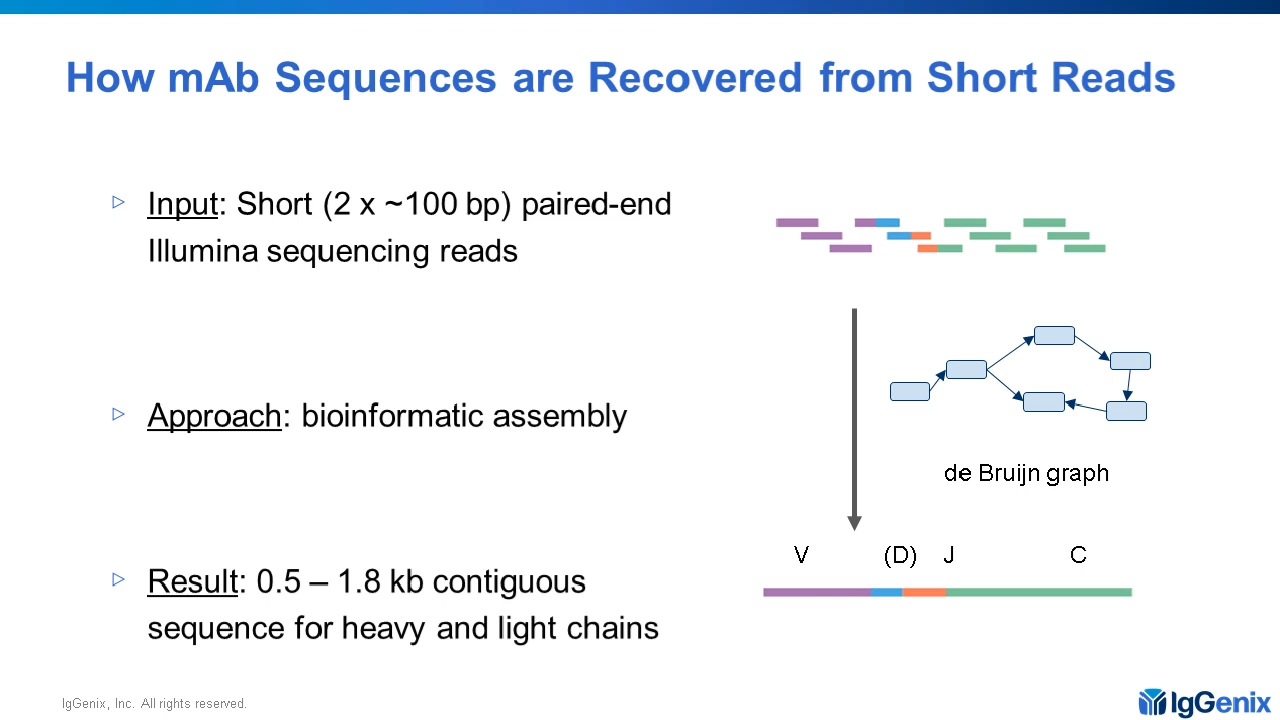 How mAb Sequences are Recovered from Short Reads
Input: Short (2 x ~100 bp) paired-end
Illumina sequencing reads
Approach: bioinformatic assembly
de Bruijn graph
V (D) J C
Result: 0.5 – 1.8 kb contiguous
sequence for heavy and light chains
IgGenix, Inc. All rights reserved.
IgGenix